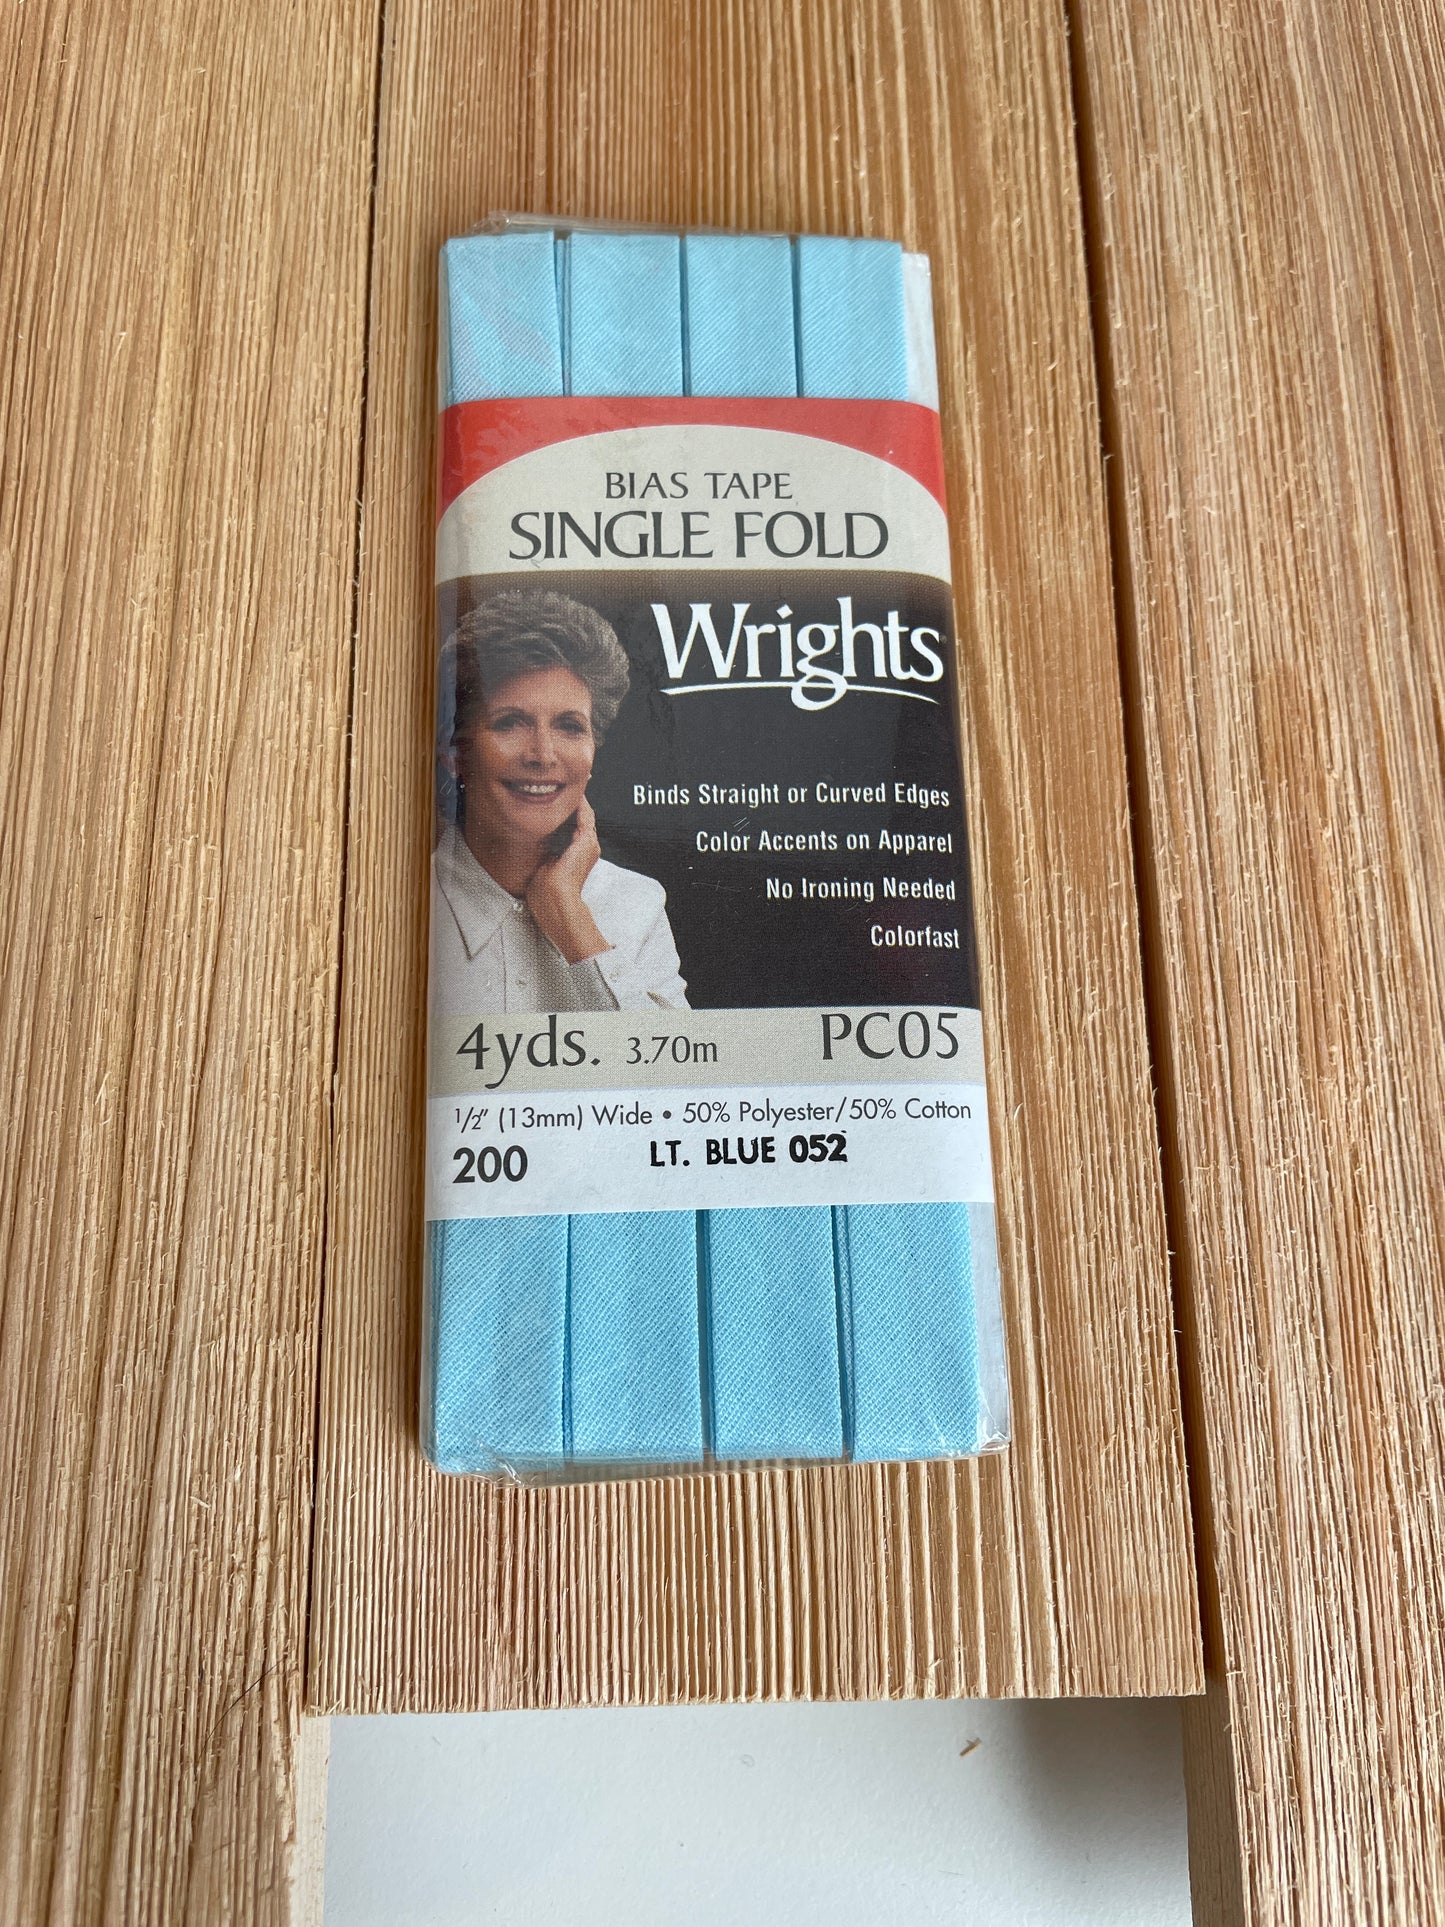 BIAS TAPE
SINGLE FOLD
Wrights
Binds Straight or Curved Edges
Color Accents on Apparel
No Ironing Needed
Colorfast
4yds. 3.70m PC05
1/2" (13mm) Wide • 50% Polyester/50% Cotton
200 LT. BLUE 052